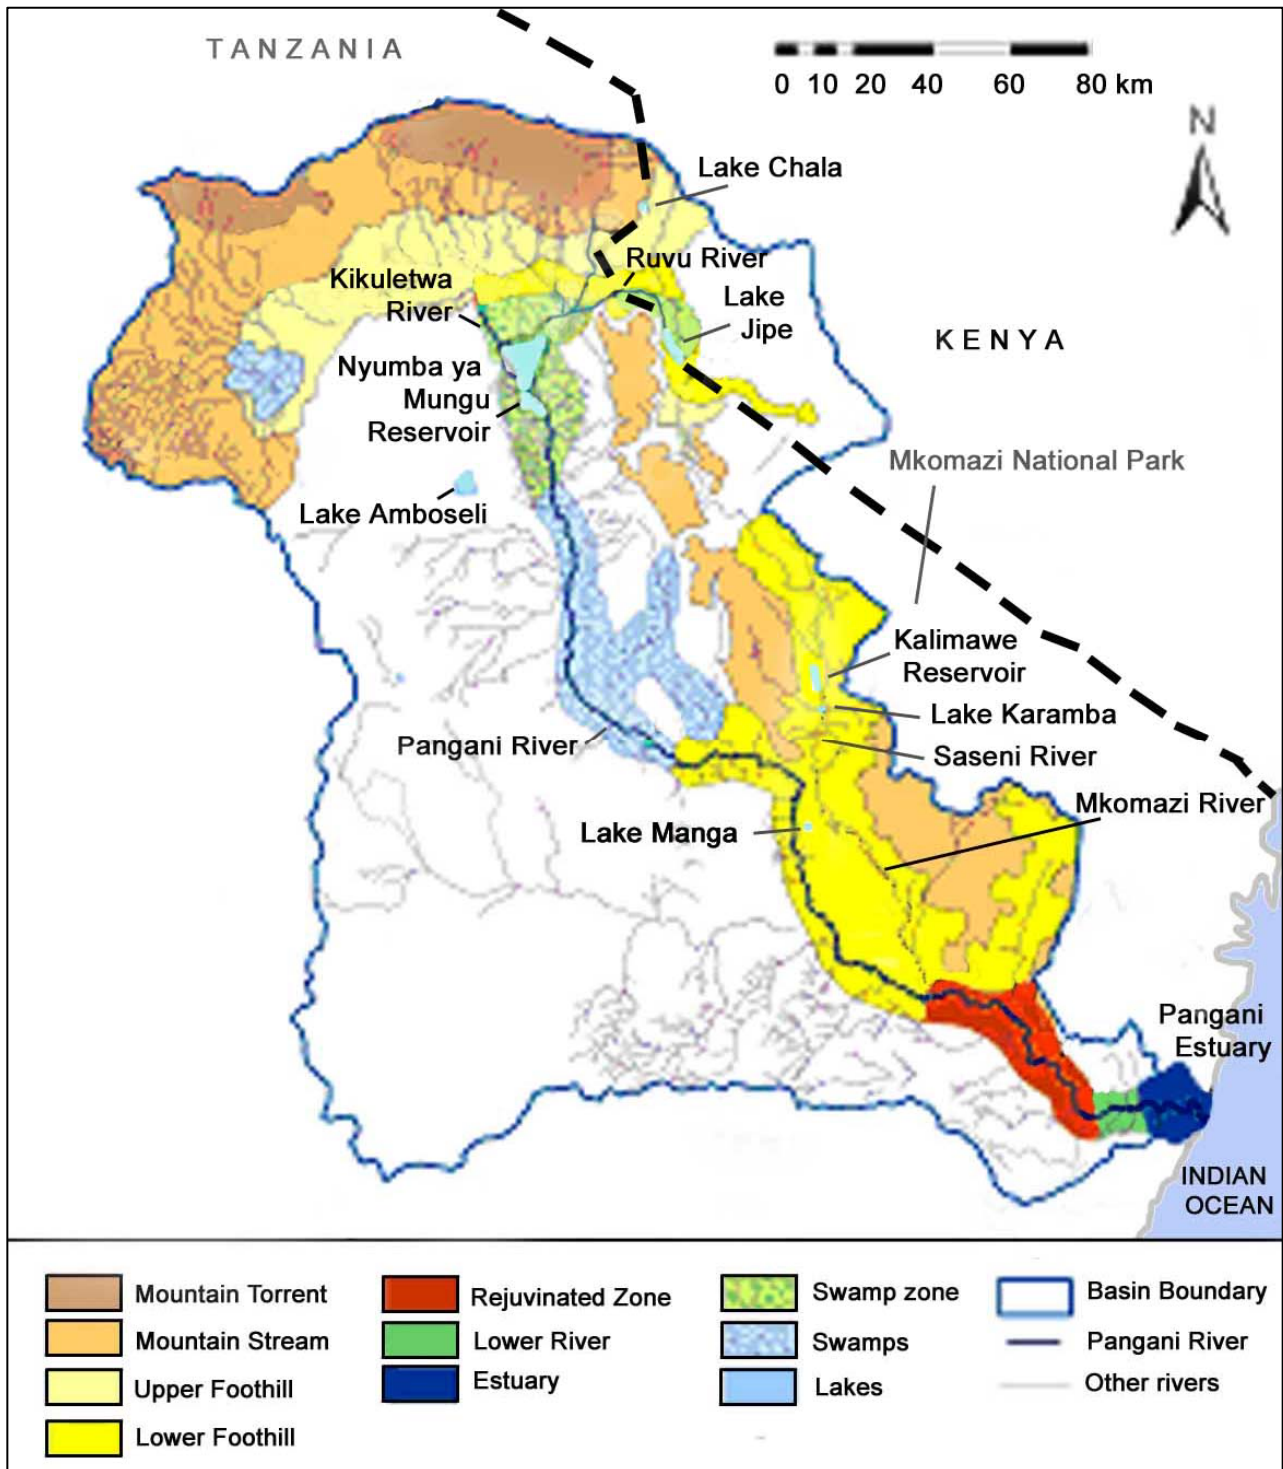 TANZANIA
0 10 20 40 60 80 km
N
Lake Chala
Ruvu River
Kikuletwa
River
Lake
Jipe
KENYA
Nyumba ya
Mungu
Reservoir
Mkomazi National Park
Lake Amboseli
Kalimawe
Reservoir
Lake Karamba
Pangani River
Saseni River
Mkomazi River
Lake Manga
Pangani
Estuary
INDIAN
OCEAN
Mountain Torrent
Mountain Stream
Upper Foothill
Lower Foothill
Rejuvinated Zone
Lower River
Estuary
Swamp zone
Swamps
Lakes
Basin Boundary
Pangani River
Other rivers